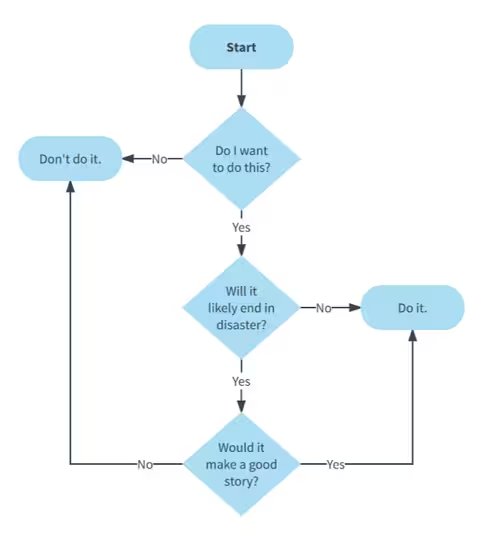 Start
Do I want
to do this?
No
Don't do it.
Yes
Will it
likely end in
disaster?
No
Do it.
Yes
Would it
make a good
story?
No
Yes